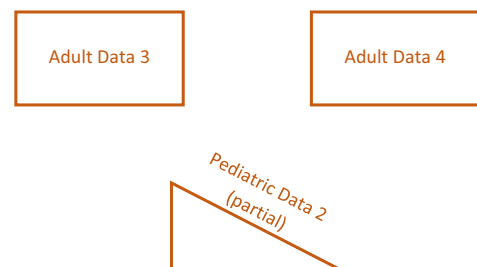 Adult Data 3
Adult Data 4
Pediatric Data 2
(partial)